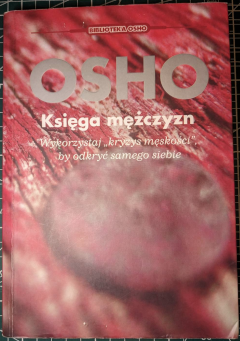 BIBLIOTEKA OSHO
OSHO
Księga mężczyzn
Wykorzystaj „kryzys męskości”,
by odkryć samego siebie